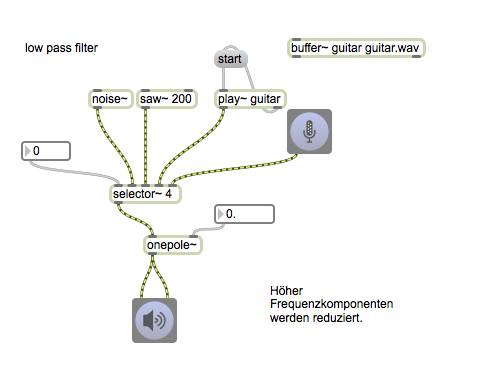 low pass filter
start
buffer~ guitar guitar.wav
noise~
saw~ 200
play~ guitar
0
selector~ 4
0.
onepole~
Höher
Frequenzkomponenten
werden reduziert.